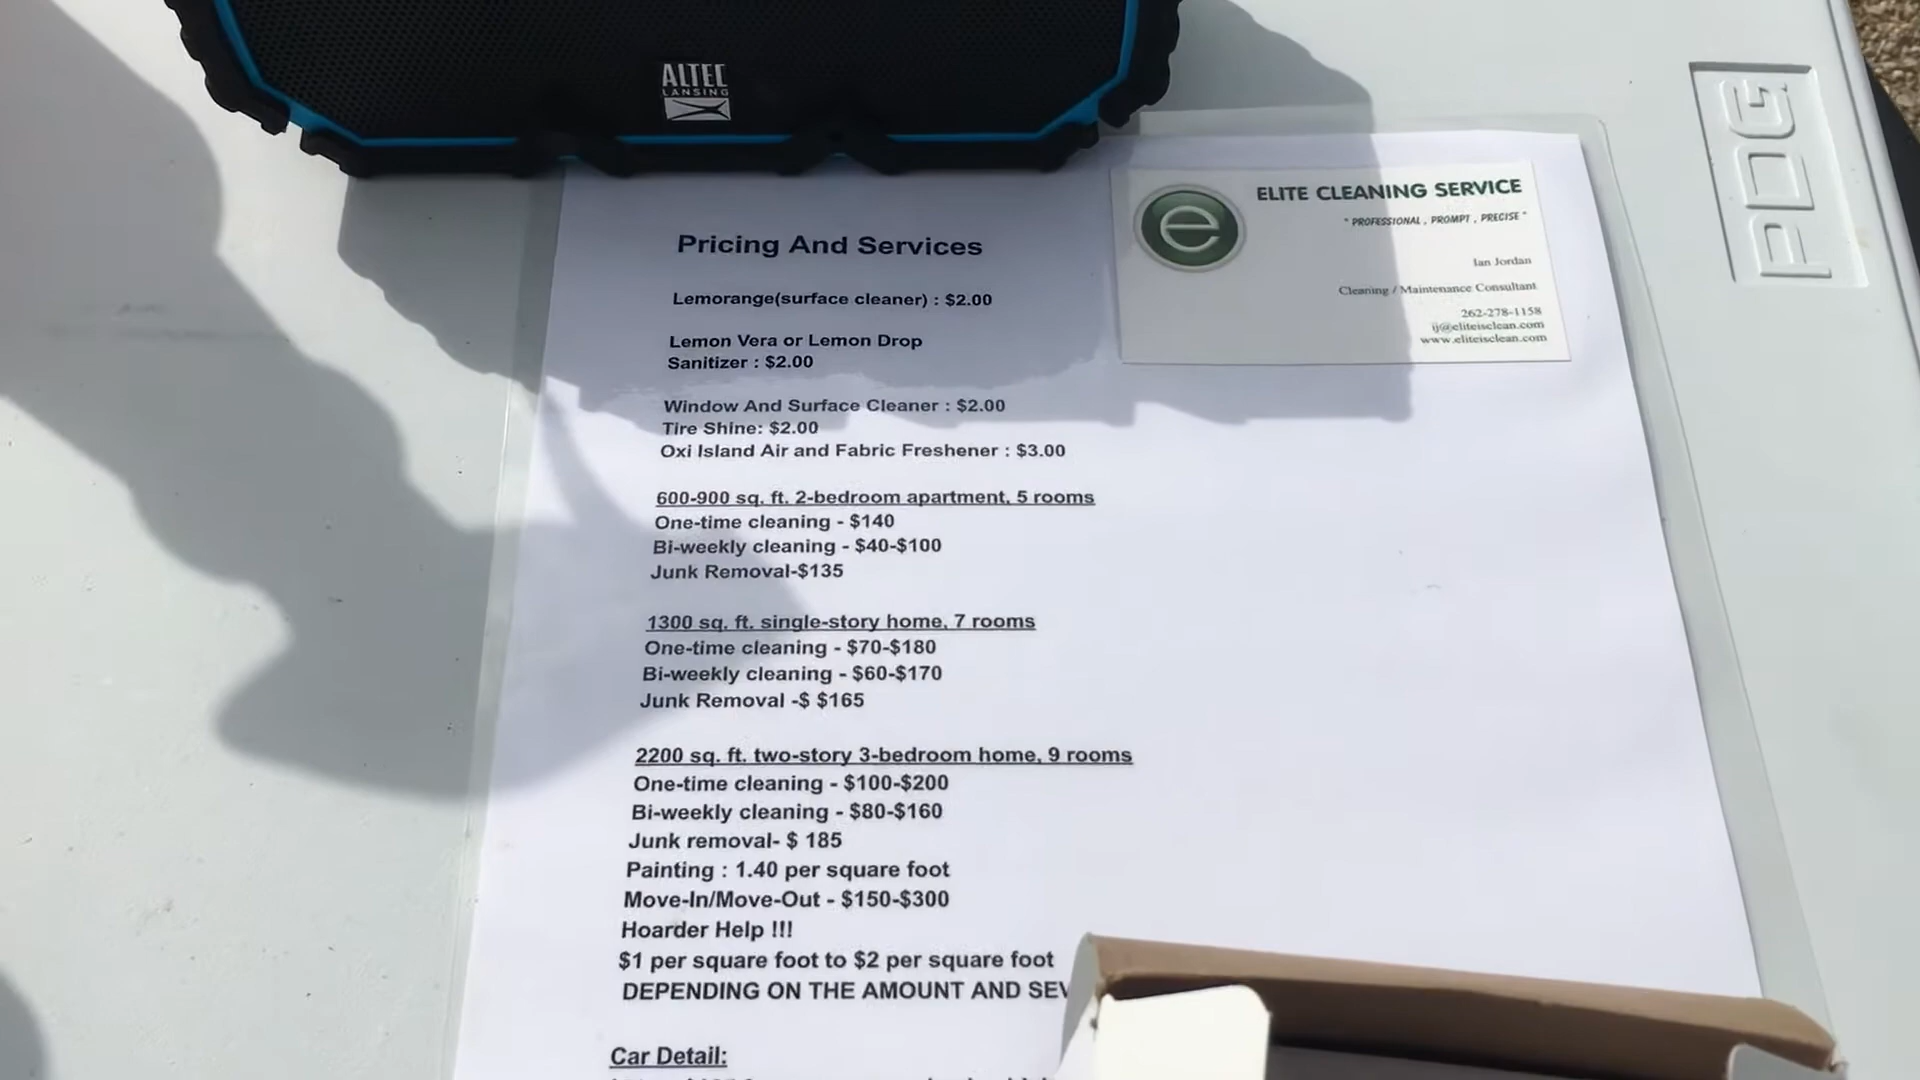 ALTEC
LANSING
PDG
ELITE CLEANING SERVICE
" PROFESSIONAL , PROMPT , PRECISE "
Ian Jordan
Cleaning / Maintenance Consultant
262-278-1158
ij@eliteisclean.com
www.eliteisclean.com
e
Pricing And Services
Lemorange(surface cleaner) : $2.00
Lemon Vera or Lemon Drop
Sanitizer : $2.00
Window And Surface Cleaner : $2.00
Tire Shine: $2.00
Oxi Island Air and Fabric Freshener : $3.00
600-900 sq. ft. 2-bedroom apartment, 5 rooms
One-time cleaning - $140
Bi-weekly cleaning - $40-$100
Junk Removal-$135
1300 sq. ft. single-story home, 7 rooms
One-time cleaning - $70-$180
Bi-weekly cleaning - $60-$170
Junk Removal -$ $165
2200 sq. ft. two-story 3-bedroom home, 9 rooms
One-time cleaning - $100-$200
Bi-weekly cleaning - $80-$160
Junk removal- $ 185
Painting : 1.40 per square foot
Move-In/Move-Out - $150-$300
Hoarder Help !!!
$1 per square foot to $2 per square foot
DEPENDING ON THE AMOUNT AND SEV
Car Detail: